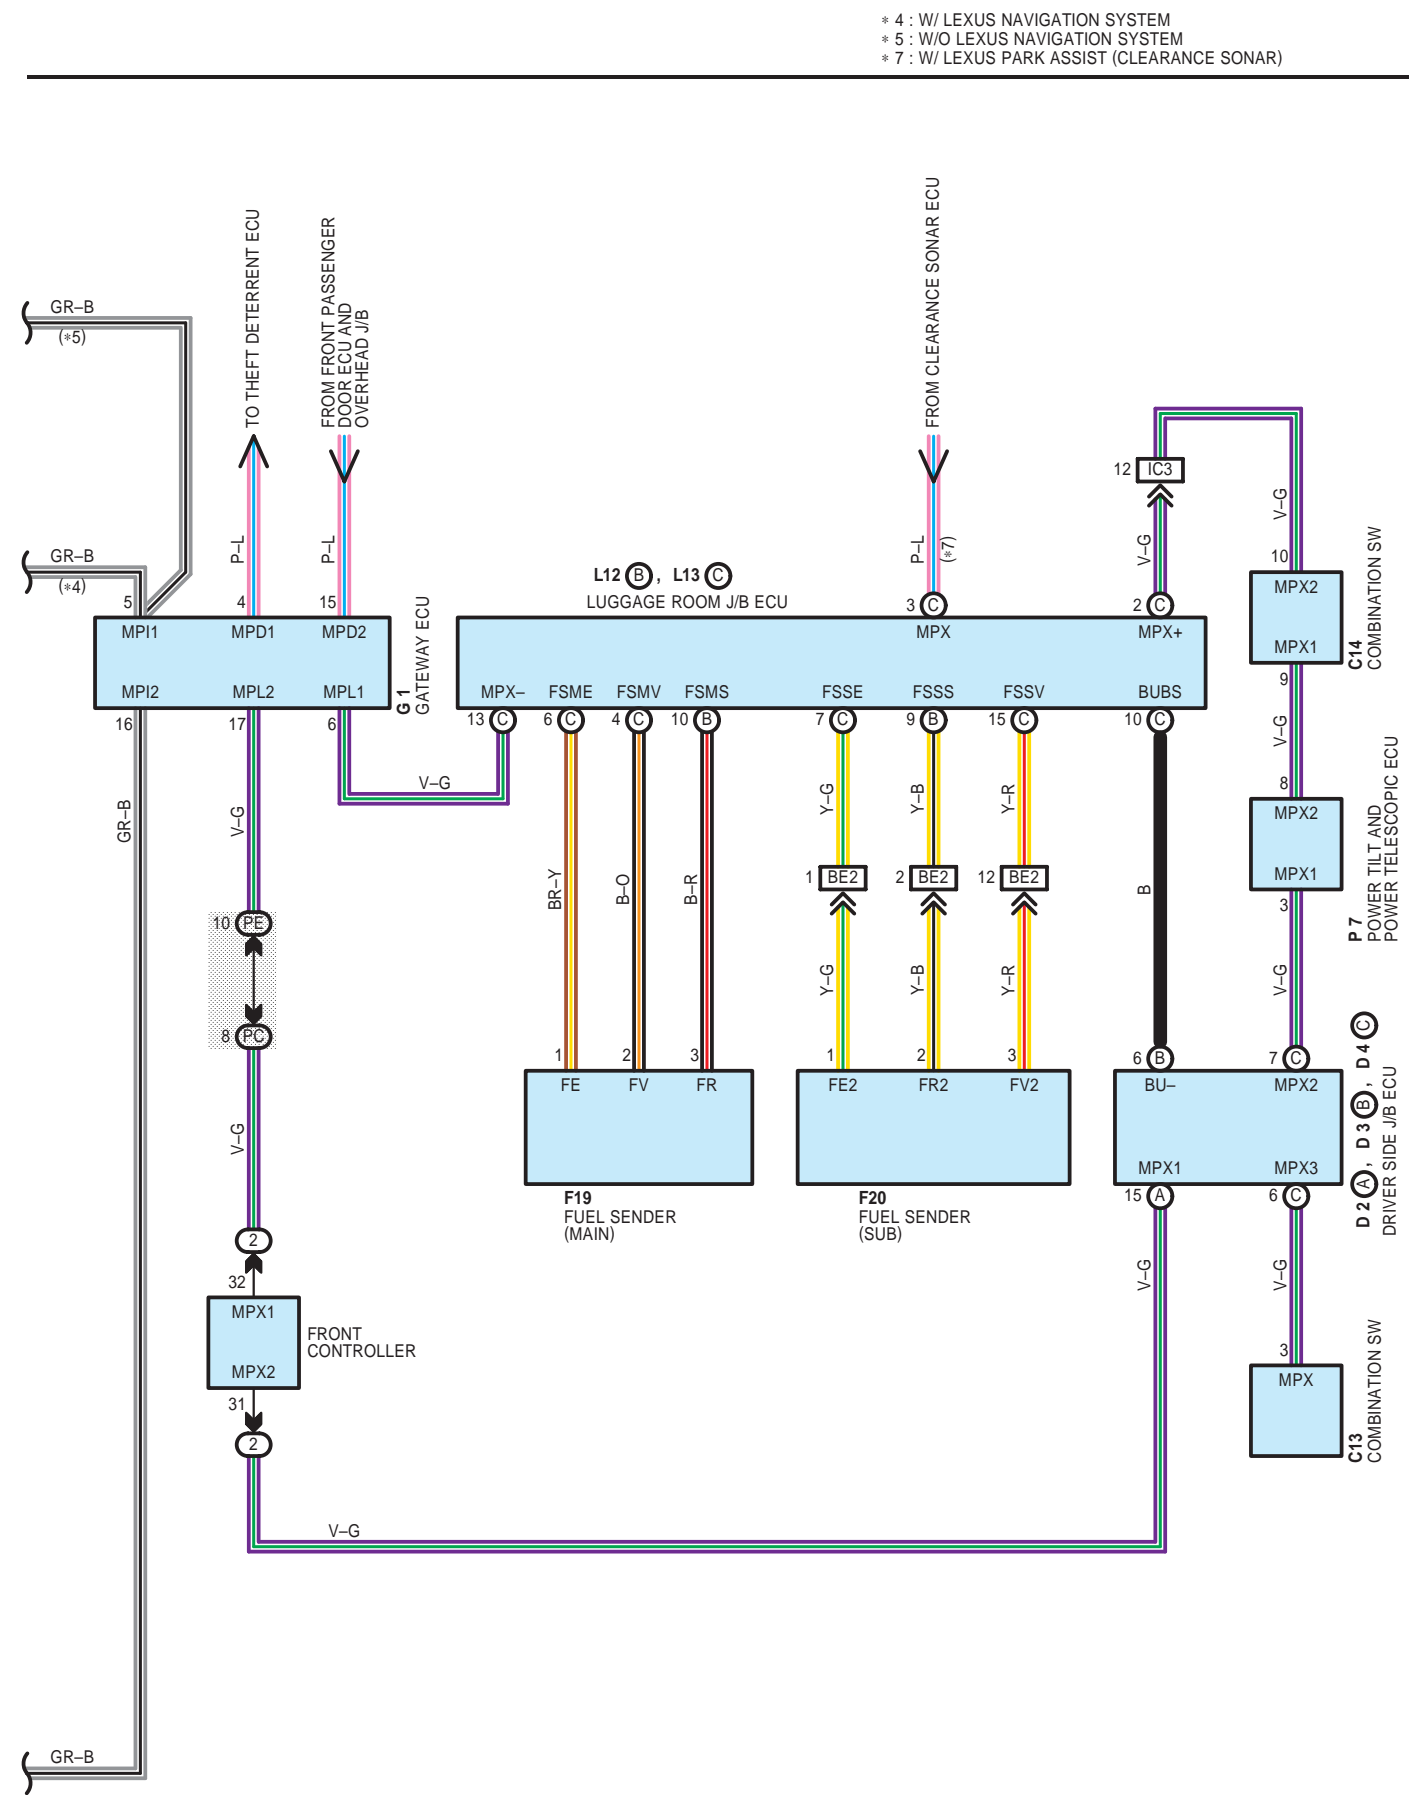 ∗ 4 : W/ LEXUS NAVIGATION SYSTEM
∗ 5 : W/O LEXUS NAVIGATION SYSTEM
∗ 7 : W/ LEXUS PARK ASSIST (CLEARANCE SONAR)
TO THEFT DETERRENT ECU
FROM FRONT PASSENGER
DOOR ECU AND
OVERHEAD J/B
FROM CLEARANCE SONAR ECU
GR–B
(∗5)
GR–B
(∗4)
P–L
P–L
P–L
(∗7)
12
IC3
V–G
V–G
5
4
15
MPI1
MPD1
MPD2
MPI2
MPL2
MPL1
16
17
6
G 1
GATEWAY ECU
L12 B , L13 C
LUGGAGE ROOM J/B ECU
3 C
2 C
MPX
MPX+
MPX–
FSME
FSMV
FSMS
FSSE
FSSS
FSSV
BUBS
13 C
6 C
4 C
10 B
7 C
9 B
15 C
10 C
10
MPX2
MPX1
9
C14
COMBINATION SW
V–G
8
MPX2
MPX1
3
P 7
POWER TILT AND
POWER TELESCOPIC ECU
V–G
GR–B
V–G
V–G
BR–Y
B–O
B–R
Y–G
Y–B
Y–R
B
1 BE2
2 BE2
12 BE2
Y–G
Y–B
Y–R
10 PE
8 PC
V–G
1
2
3
FE
FV
FR
F19
FUEL SENDER
(MAIN)
1
2
3
FE2
FR2
FV2
F20
FUEL SENDER
(SUB)
6 B
7 C
BU–
MPX2
MPX1
MPX3
15 A
6 C
D 2 A , D 3 B , D 4 C
DRIVER SIDE J/B ECU
V–G
V–G
2
32
MPX1
MPX2
31
2
FRONT
CONTROLLER
3
MPX
C13
COMBINATION SW
V–G
GR–B